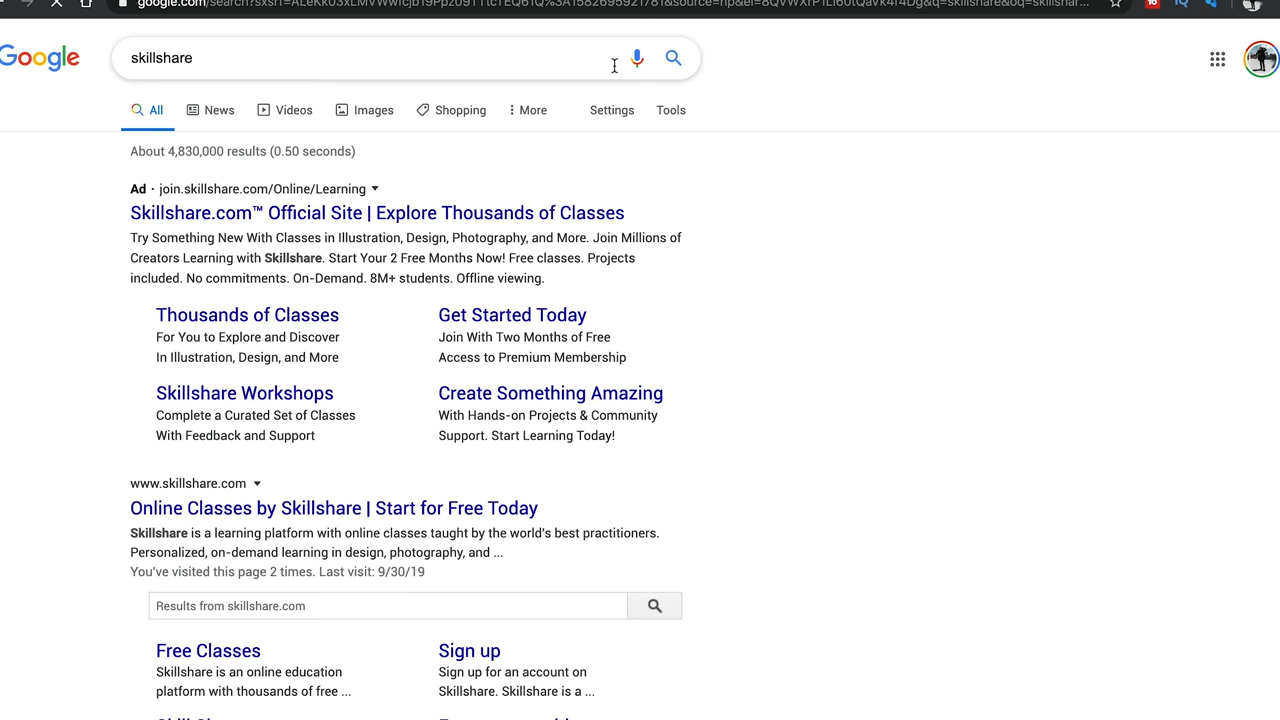 google.com/search?
Google
skillshare
All News Videos Images Shopping More Settings Tools
About 4,830,000 results (0.50 seconds)
Ad · join.skillshare.com/Online/Learning
Skillshare.com™ Official Site | Explore Thousands of Classes
Try Something New With Classes in Illustration, Design, Photography, and More. Join Millions of
Creators Learning with Skillshare. Start Your 2 Free Months Now! Free classes. Projects
included. No commitments. On-Demand. 8M+ students. Offline viewing.
Thousands of Classes
For You to Explore and Discover
In Illustration, Design, and More
Get Started Today
Join With Two Months of Free
Access to Premium Membership
Skillshare Workshops
Complete a Curated Set of Classes
With Feedback and Support
Create Something Amazing
With Hands-on Projects & Community
Support. Start Learning Today!
www.skillshare.com
Online Classes by Skillshare | Start for Free Today
Skillshare is a learning platform with online classes taught by the world's best practitioners.
Personalized, on-demand learning in design, photography, and ...
You've visited this page 2 times. Last visit: 9/30/19
Results from skillshare.com
Free Classes
Skillshare is an online education
platform with thousands of free ...
Sign up
Sign up for an account on
Skillshare. Skillshare is a ...